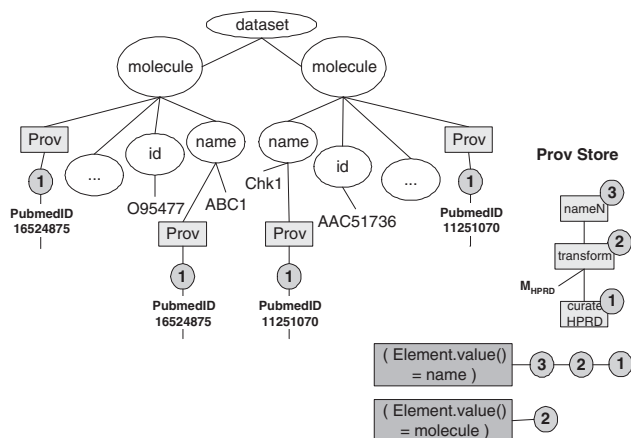 dataset
molecule
molecule
Prov
...
id
name
name
id
...
Prov
1
O95477
ABC1
Chk1
AAC51736
1
PubmedID
16524875
PubmedID
11251070
Prov
Prov
1
1
PubmedID
16524875
PubmedID
11251070
Prov Store
3
nameN
2
transform
MHPRD
1
curate
HPRD
( Element.value()
= name )
3
2
1
( Element.value()
= molecule )
2